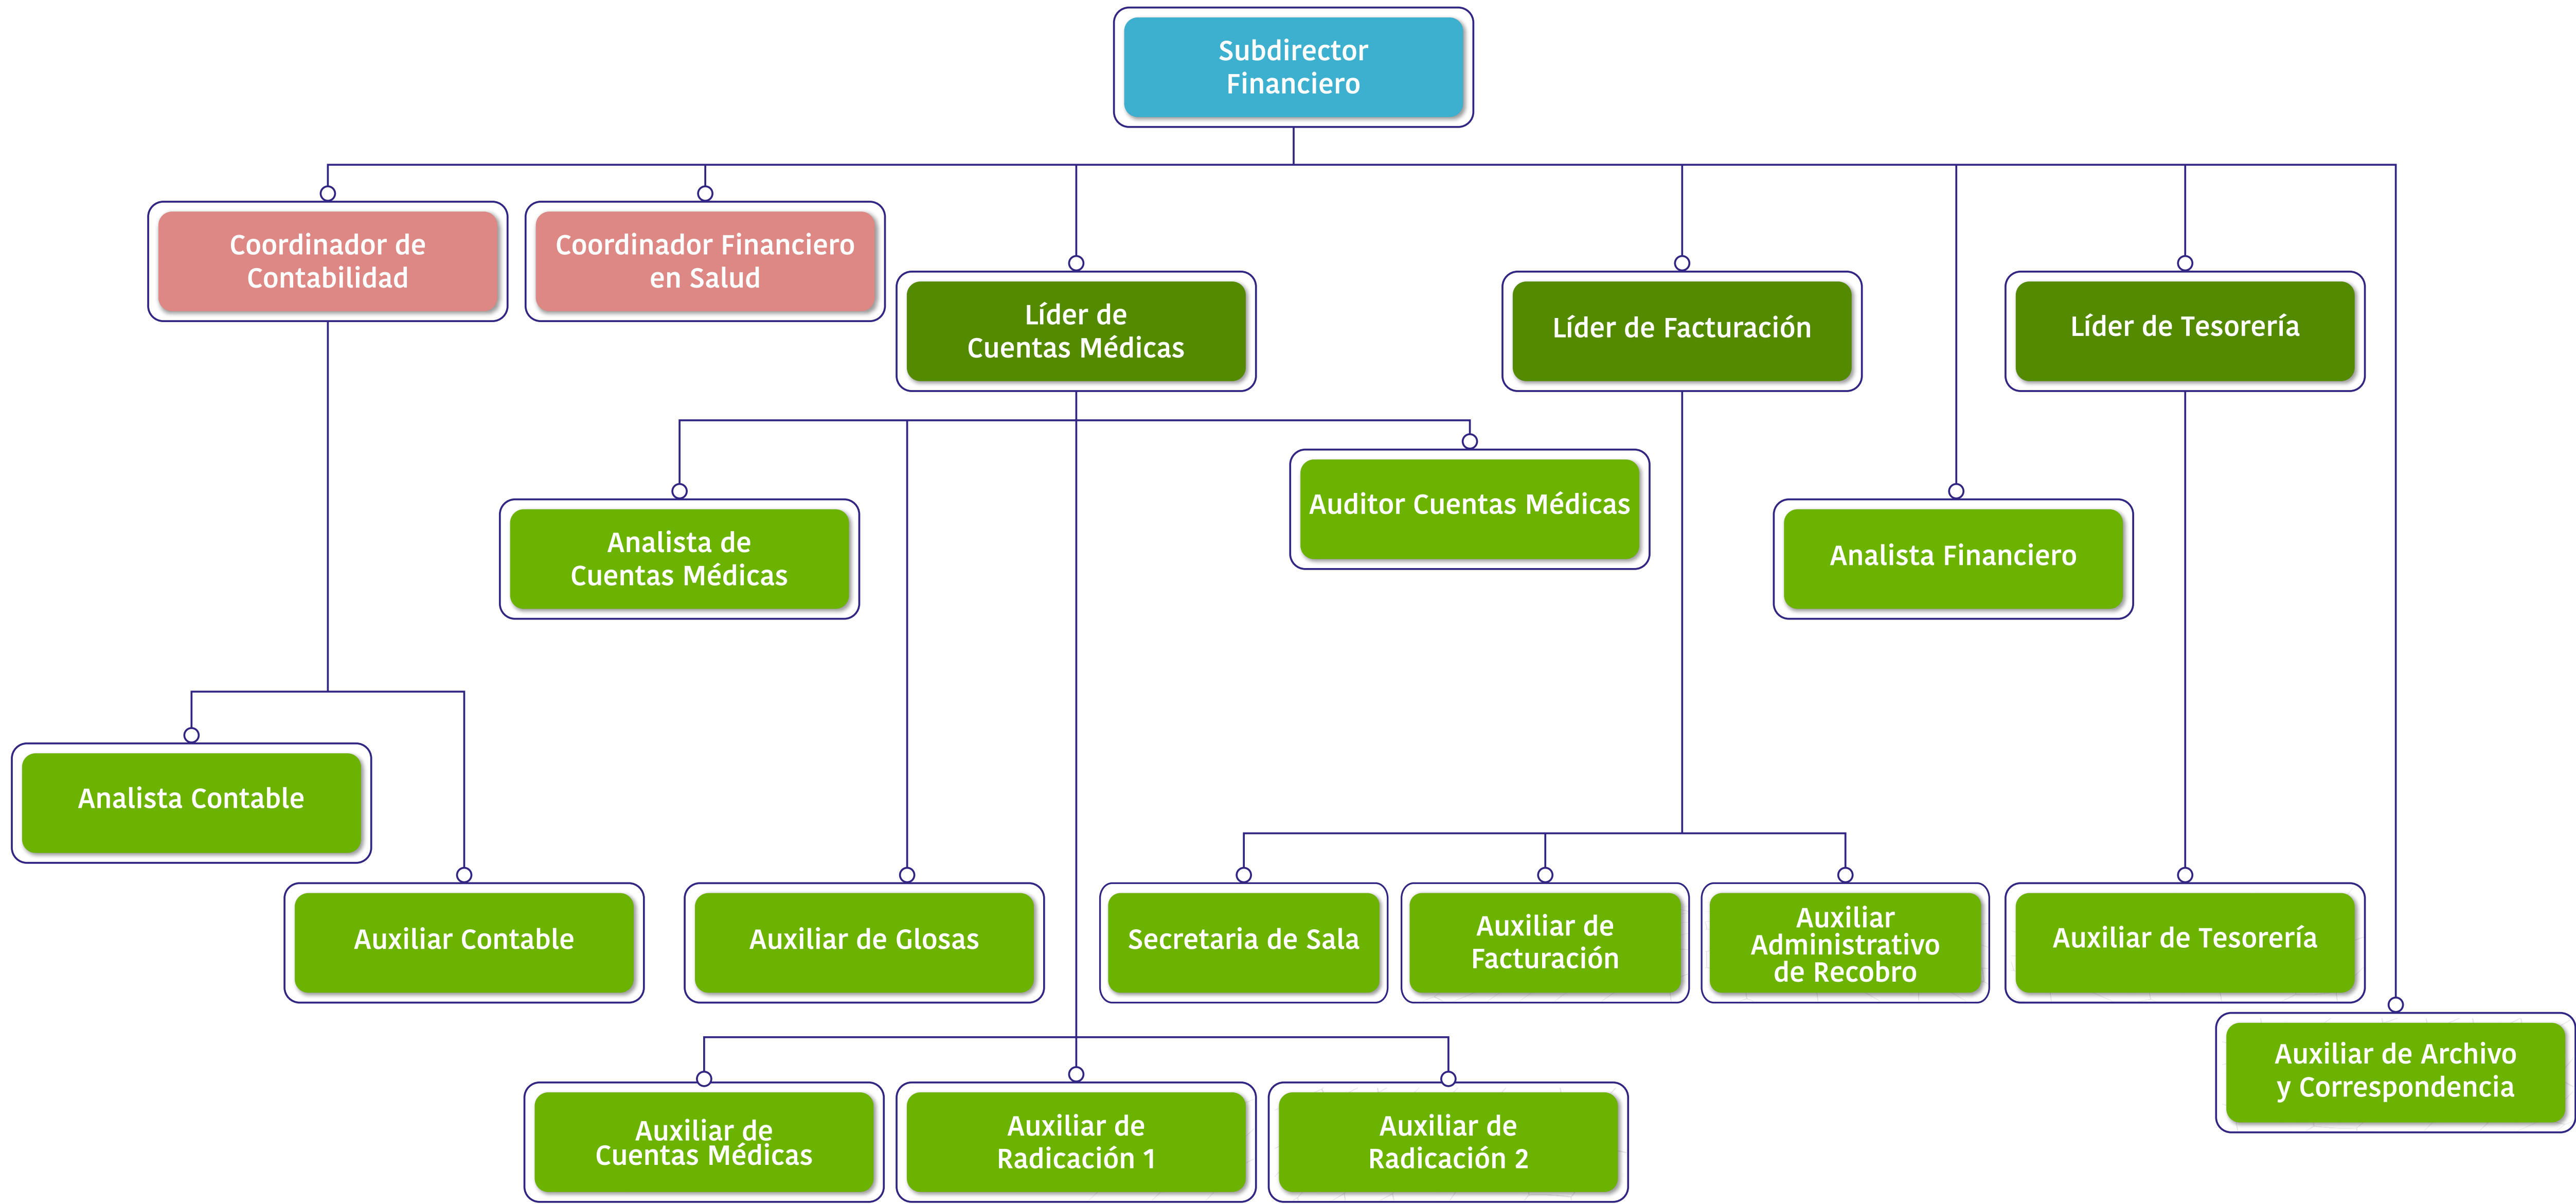 Subdirector
Financiero
Coordinador de
Contabilidad
Coordinador Financiero
en Salud
Líder de
Cuentas Médicas
Líder de Facturación
Líder de Tesorería
Analista de
Cuentas Médicas
Auditor Cuentas Médicas
Analista Financiero
Analista Contable
Auxiliar Contable
Auxiliar de Glosas
Secretaria de Sala
Auxiliar de
Facturación
Auxiliar
Administrativo
de Recobro
Auxiliar de Tesorería
Auxiliar de Archivo
y Correspondencia
Auxiliar de
Cuentas Médicas
Auxiliar de
Radicación 1
Auxiliar de
Radicación 2